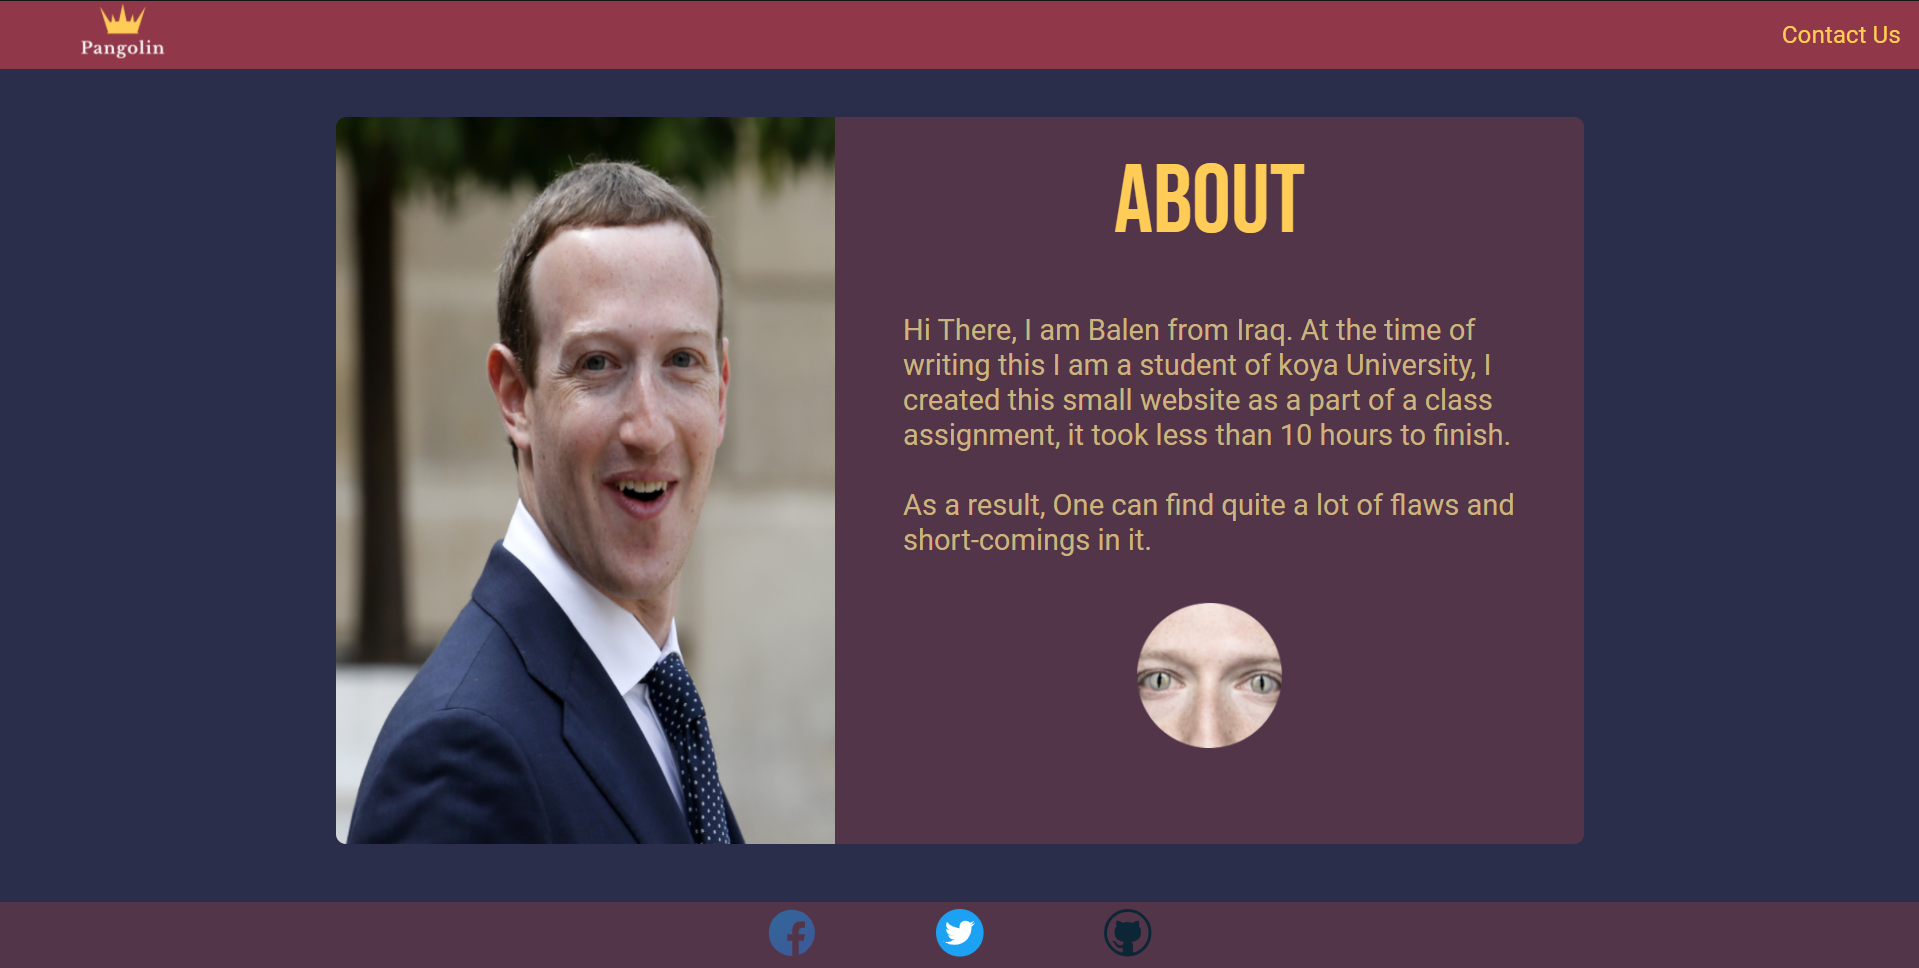 Pangolin
Contact Us
ABOUT
Hi There, I am Balen from Iraq. At the time of
writing this I am a student of koya University, I
created this small website as a part of a class
assignment, it took less than 10 hours to finish.
As a result, One can find quite a lot of flaws and
short-comings in it.